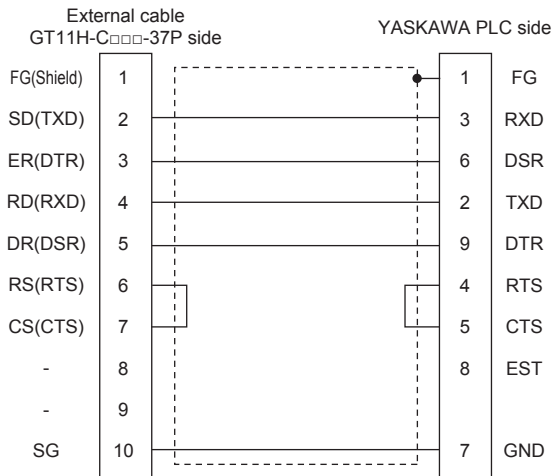 External cable
GT11H-C□□□-37P side
YASKAWA PLC side
FG(Shield) 1 1 FG
SD(TXD) 2 3 RXD
ER(DTR) 3 6 DSR
RD(RXD) 4 2 TXD
DR(DSR) 5 9 DTR
RS(RTS) 6 4 RTS
CS(CTS) 7 5 CTS
- 8 8 EST
- 9
SG 10 7 GND